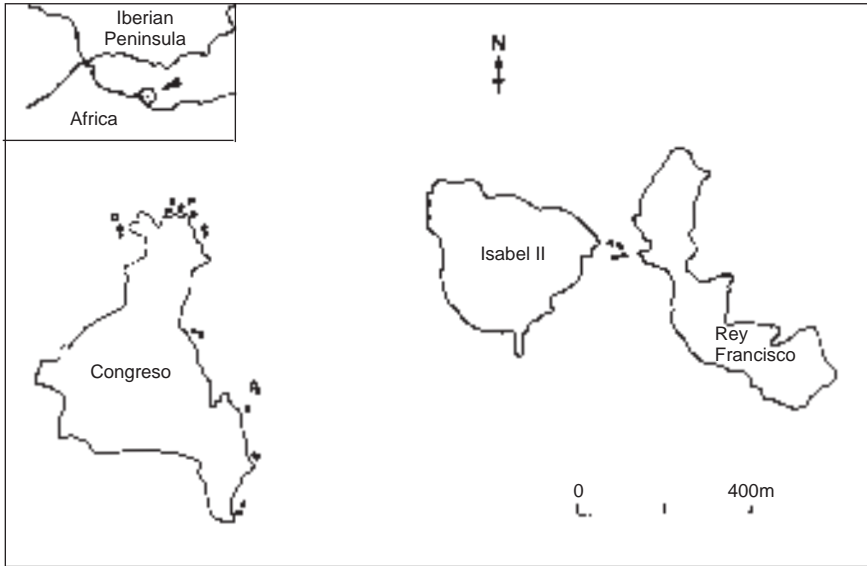 Iberian
Peninsula
Africa
N
Isabel II
Rey
Francisco
Congreso
0
400m